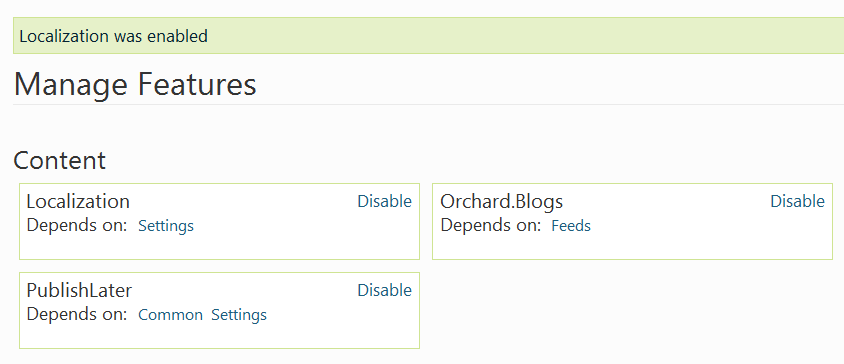 Localization was enabled
Manage Features
Content
Localization Disable
Depends on: Settings
Orchard.Blogs Disable
Depends on: Feeds
PublishLater Disable
Depends on: Common Settings